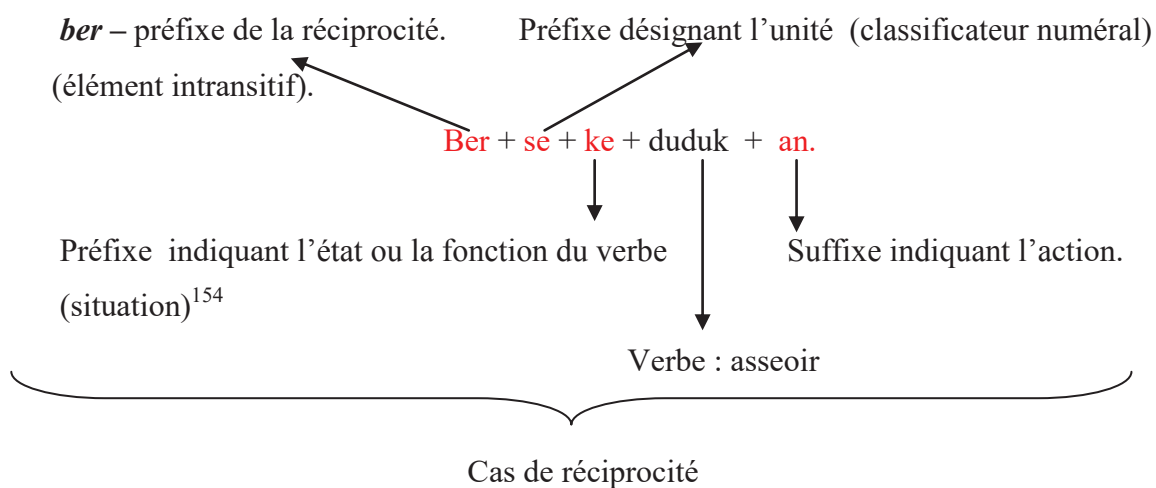 ber – préfixe de la réciprocité. Préfixe désignant l’unité (classificateur numéral)
(élément intransitif).
Ber + se + ke + duduk + an.
Préfixe indiquant l’état ou la fonction du verbe Suffixe indiquant l’action.
(situation)154
Verbe : asseoir
Cas de réciprocité